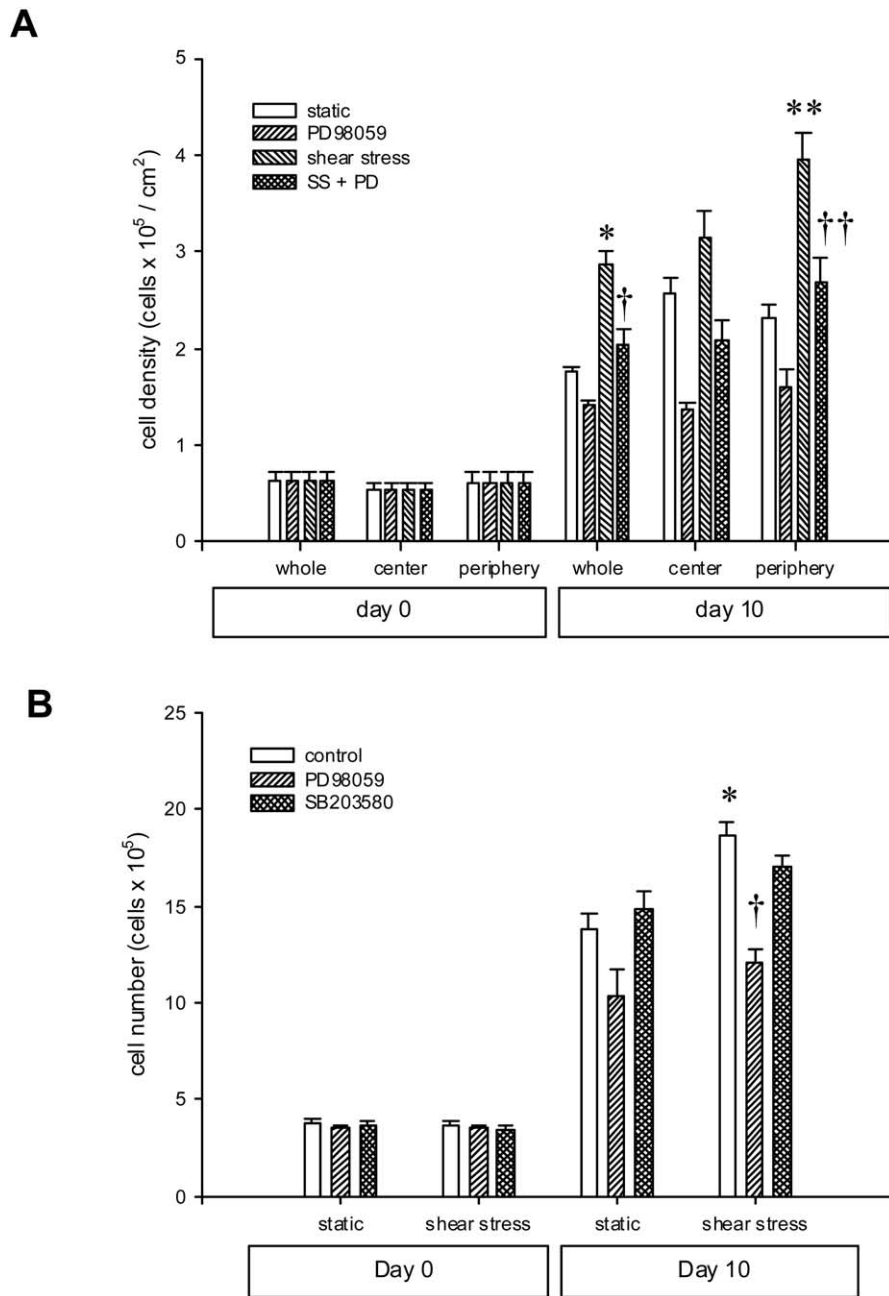 A
cell density (cells x 10⁵ / cm²)
5
4
3
2
1
0
static
PD98059
shear stress
SS + PD
*
†
**
††
whole center periphery whole center periphery
day 0 day 10
B
cell number (cells x 10⁵)
25
20
15
10
5
0
control
PD98059
SB203580
*
†
static shear stress static shear stress
Day 0 Day 10